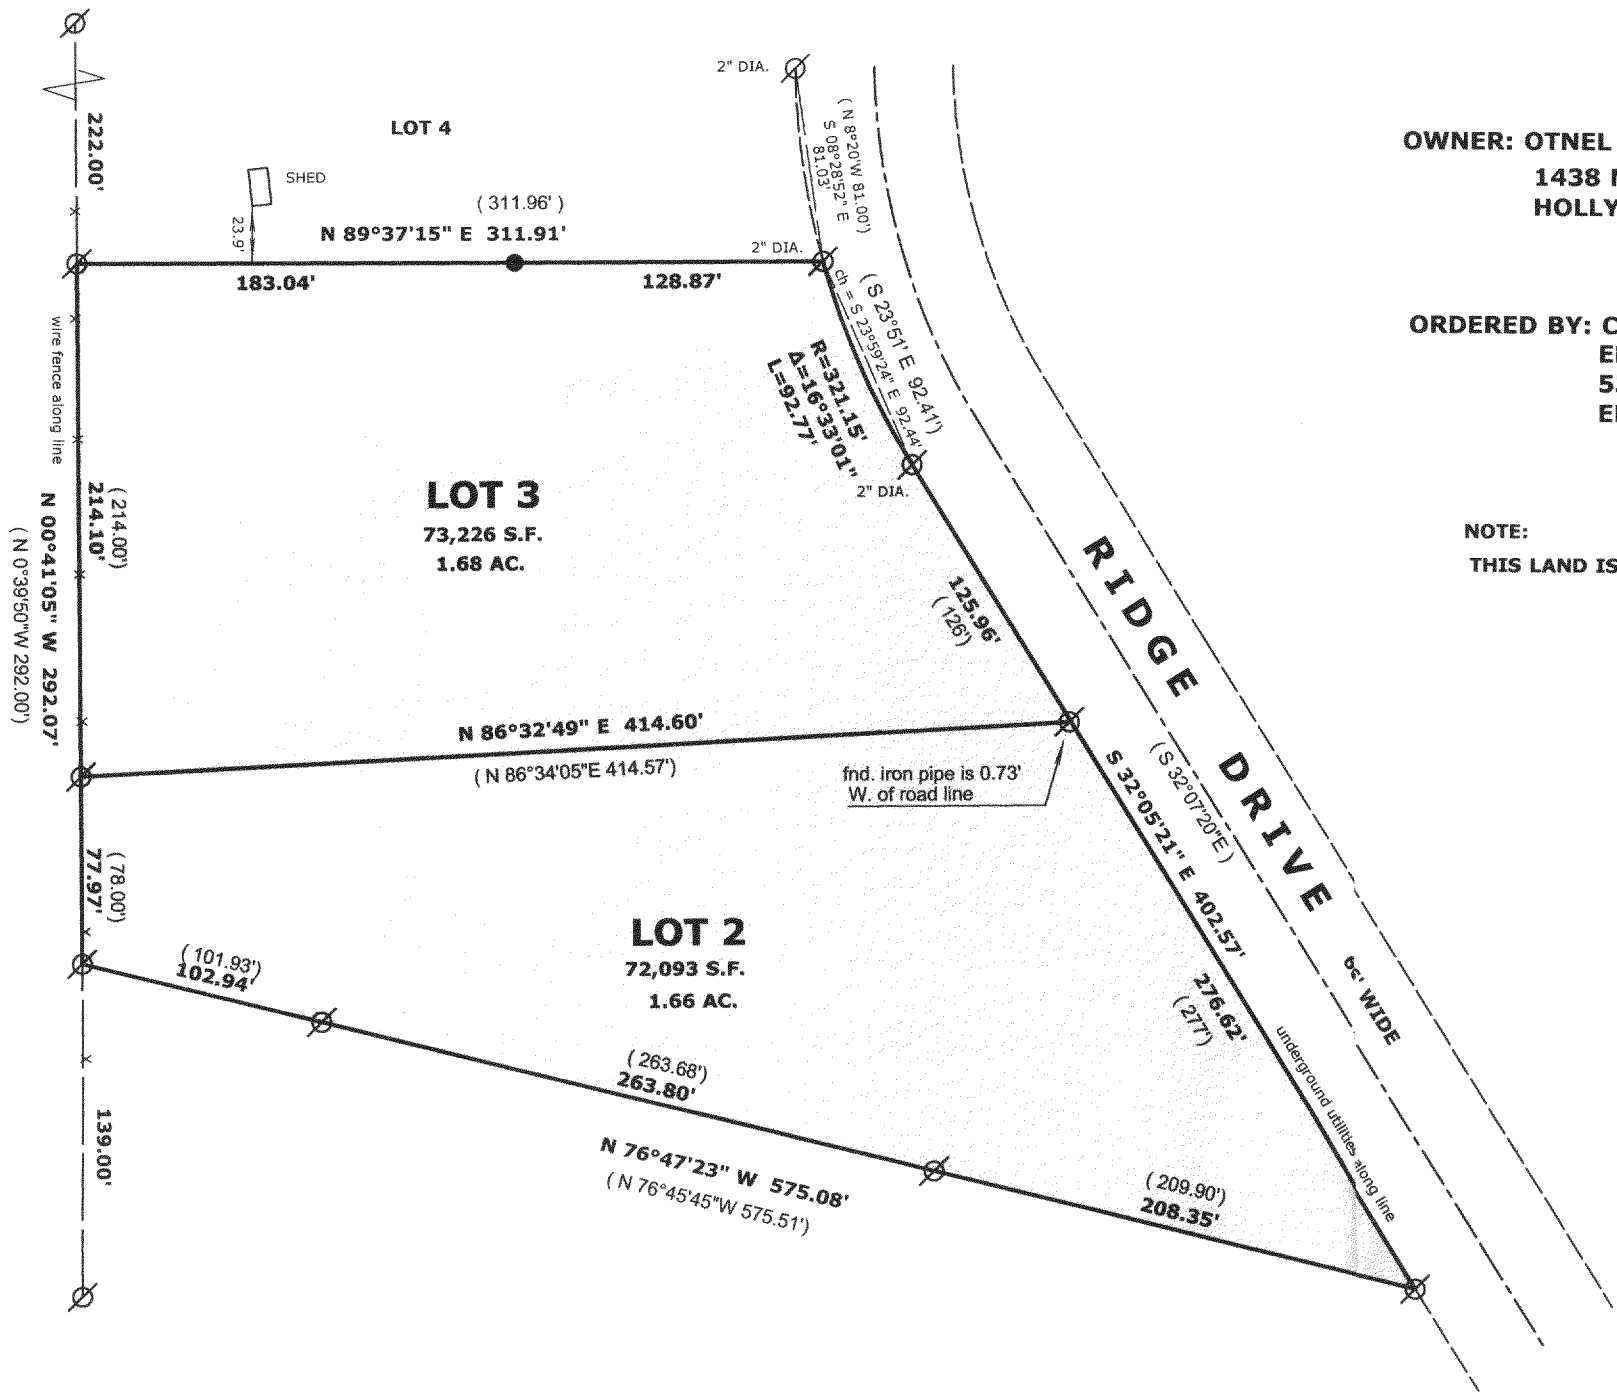 222.00'
LOT 4
SHED
23.9'
( 311.96' )
N 89°37'15" E 311.91'
183.04'
128.87'
2" DIA.
( N 8°20'W 81.00')
S 08°28'52" E
81.03'
2" DIA.
( S 23°51' E 92.41')
ch = S 23°59'24" E 92.44'
R=321.15'
Δ=16°33'01"
L=92.77'
2" DIA.
OWNER: OTNEL
1438
HOLLY
ORDERED BY:
NOTE:
THIS LAND IS
wire fence along line
( 214.00')
214.10'
N 00°41'05" W 292.07'
( N 0°39'50"W 292.00')
LOT 3
73,226 S.F.
1.68 AC.
125.96'
( 126')
RIDGE DRIVE
WIDE
N 86°32'49" E 414.60'
( N 86°34'05"E 414.57')
fnd. iron pipe is 0.73'
W. of road line
( S 32°07'20"E )
S 32°05'21" E 402.57'
( 78.00')
77.97'
LOT 2
72,093 S.F.
1.66 AC.
276.62'
( 277')
underground utilities along line
( 101.93')
102.94'
( 263.68')
263.80'
N 76°47'23" W 575.08'
( N 76°45'45"W 575.51')
( 209.90')
208.35'
139.00'